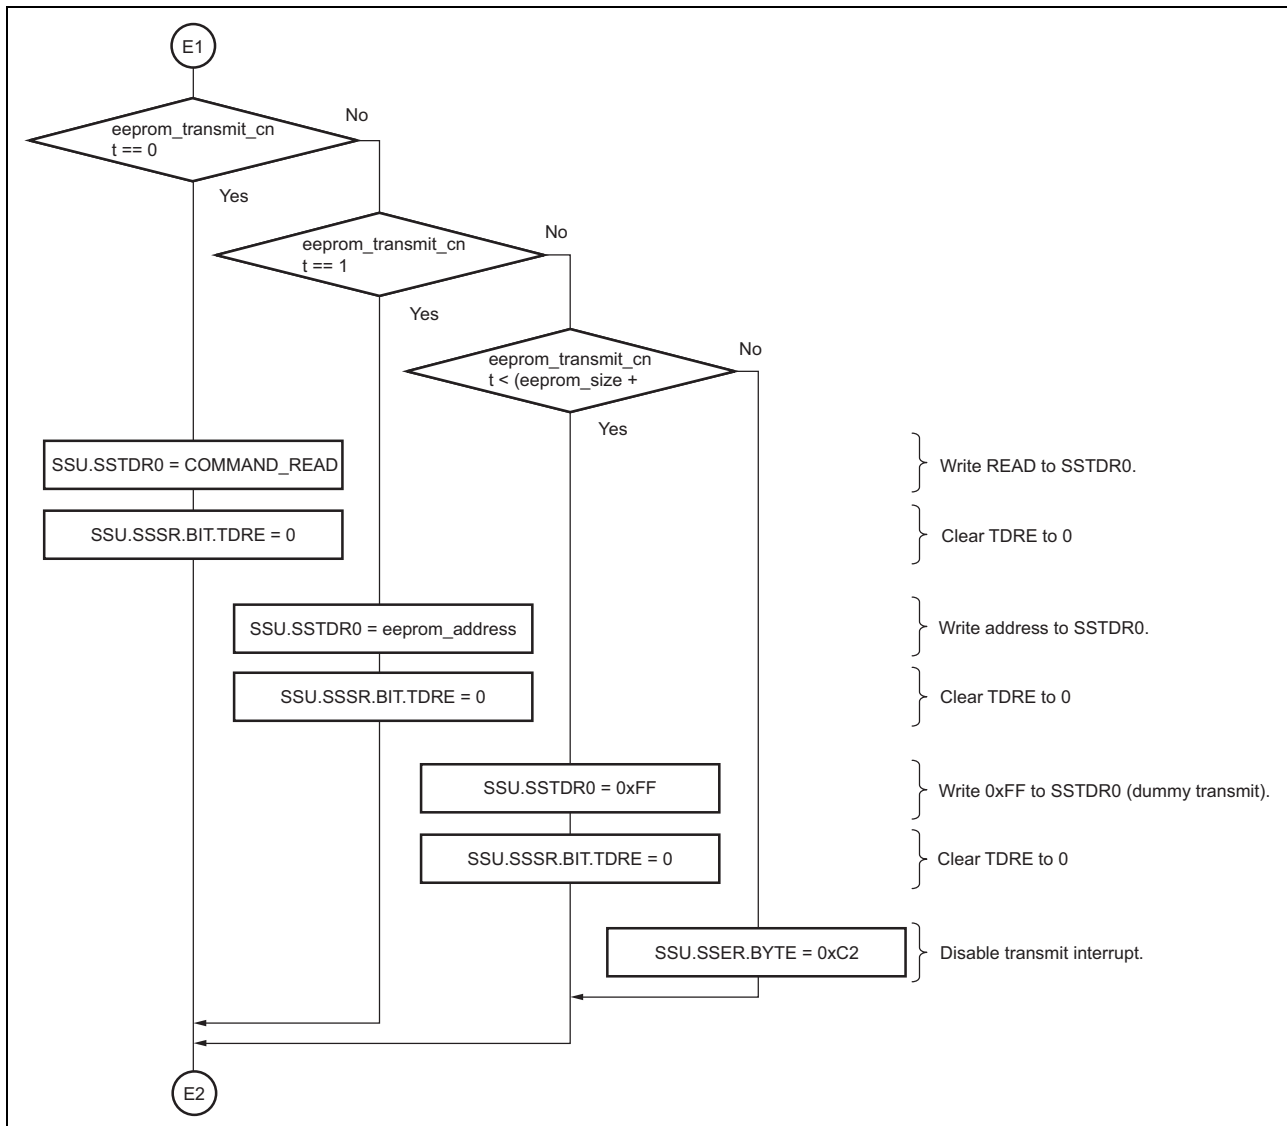 E1
No
eeprom_transmit_cn
t == 0
Yes
No
eeprom_transmit_cn
t == 1
Yes
No
eeprom_transmit_cn
t < (eeprom_size +
Yes
SSU.SSTDR0 = COMMAND_READ
Write READ to SSTDR0.
SSU.SSSR.BIT.TDRE = 0
Clear TDRE to 0
SSU.SSTDR0 = eeprom_address
Write address to SSTDR0.
SSU.SSSR.BIT.TDRE = 0
Clear TDRE to 0
SSU.SSTDR0 = 0xFF
Write 0xFF to SSTDR0 (dummy transmit).
SSU.SSSR.BIT.TDRE = 0
Clear TDRE to 0
SSU.SSER.BYTE = 0xC2
Disable transmit interrupt.
E2